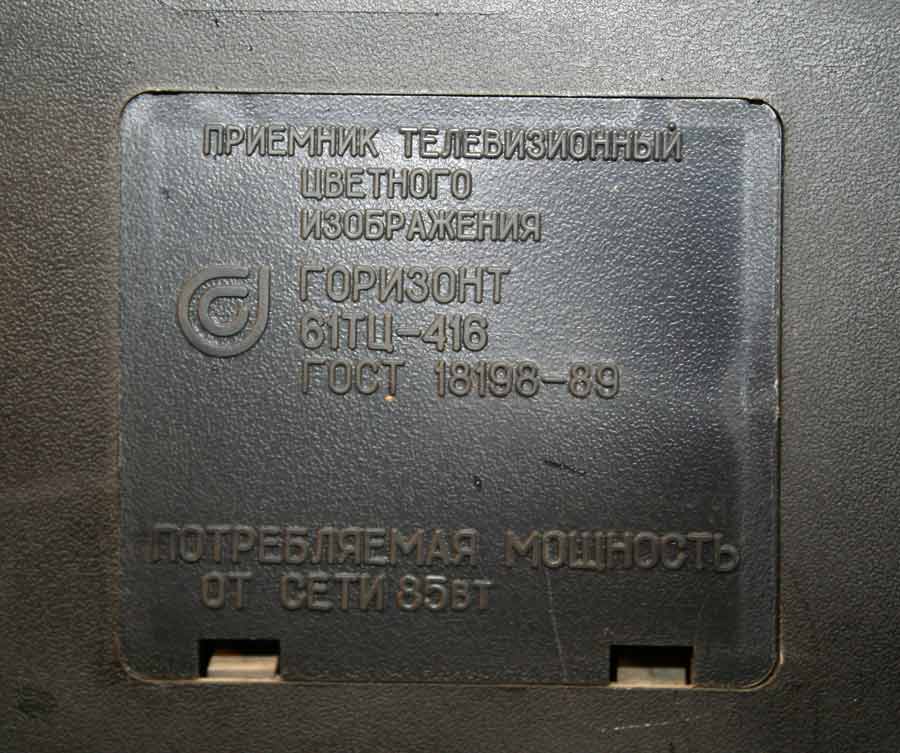 ПРИЕМНИК ТЕЛЕВИЗИОННЫЙ
ЦВЕТНОГО
ИЗОБРАЖЕНИЯ
ГОРИЗОНТ
61ТЦ-416
ГОСТ 18198-89
ПОТРЕБЛЯЕМАЯ МОЩНОСТЬ
ОТ СЕТИ 85ВТ